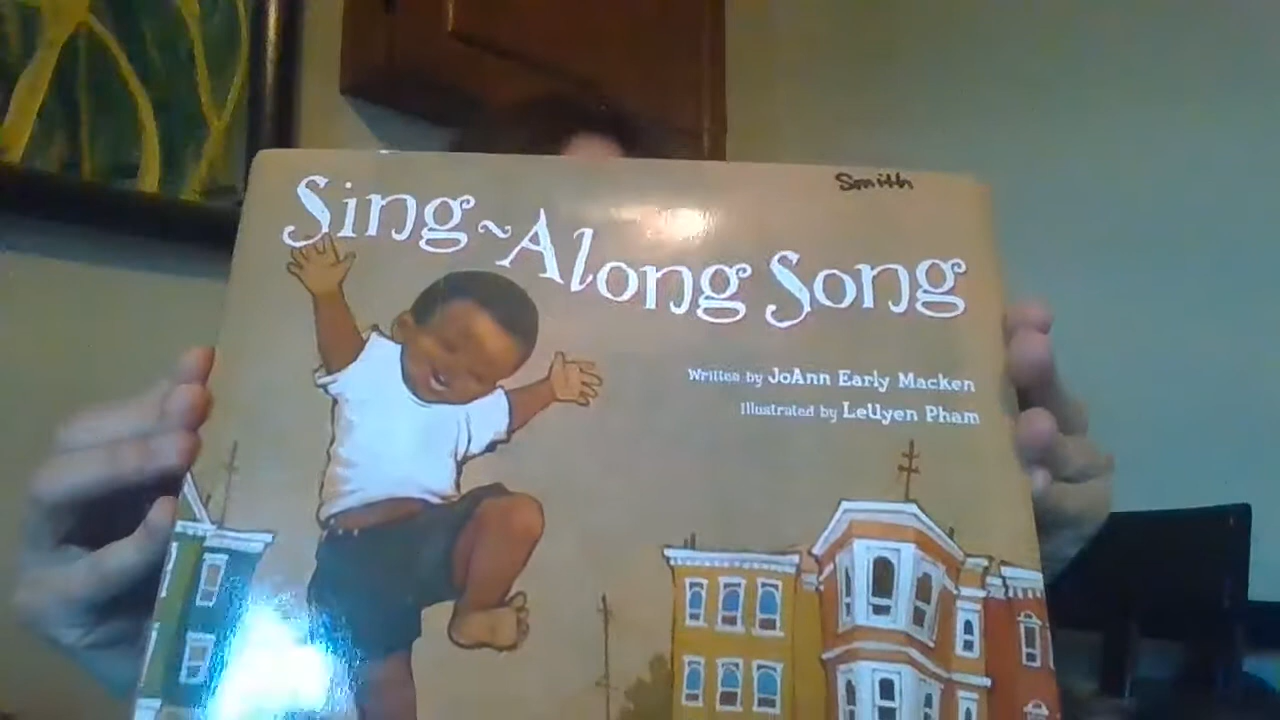 Smith
Sing~Along Song
Written by JoAnn Early Macken
Illustrated by LeUyen Pham